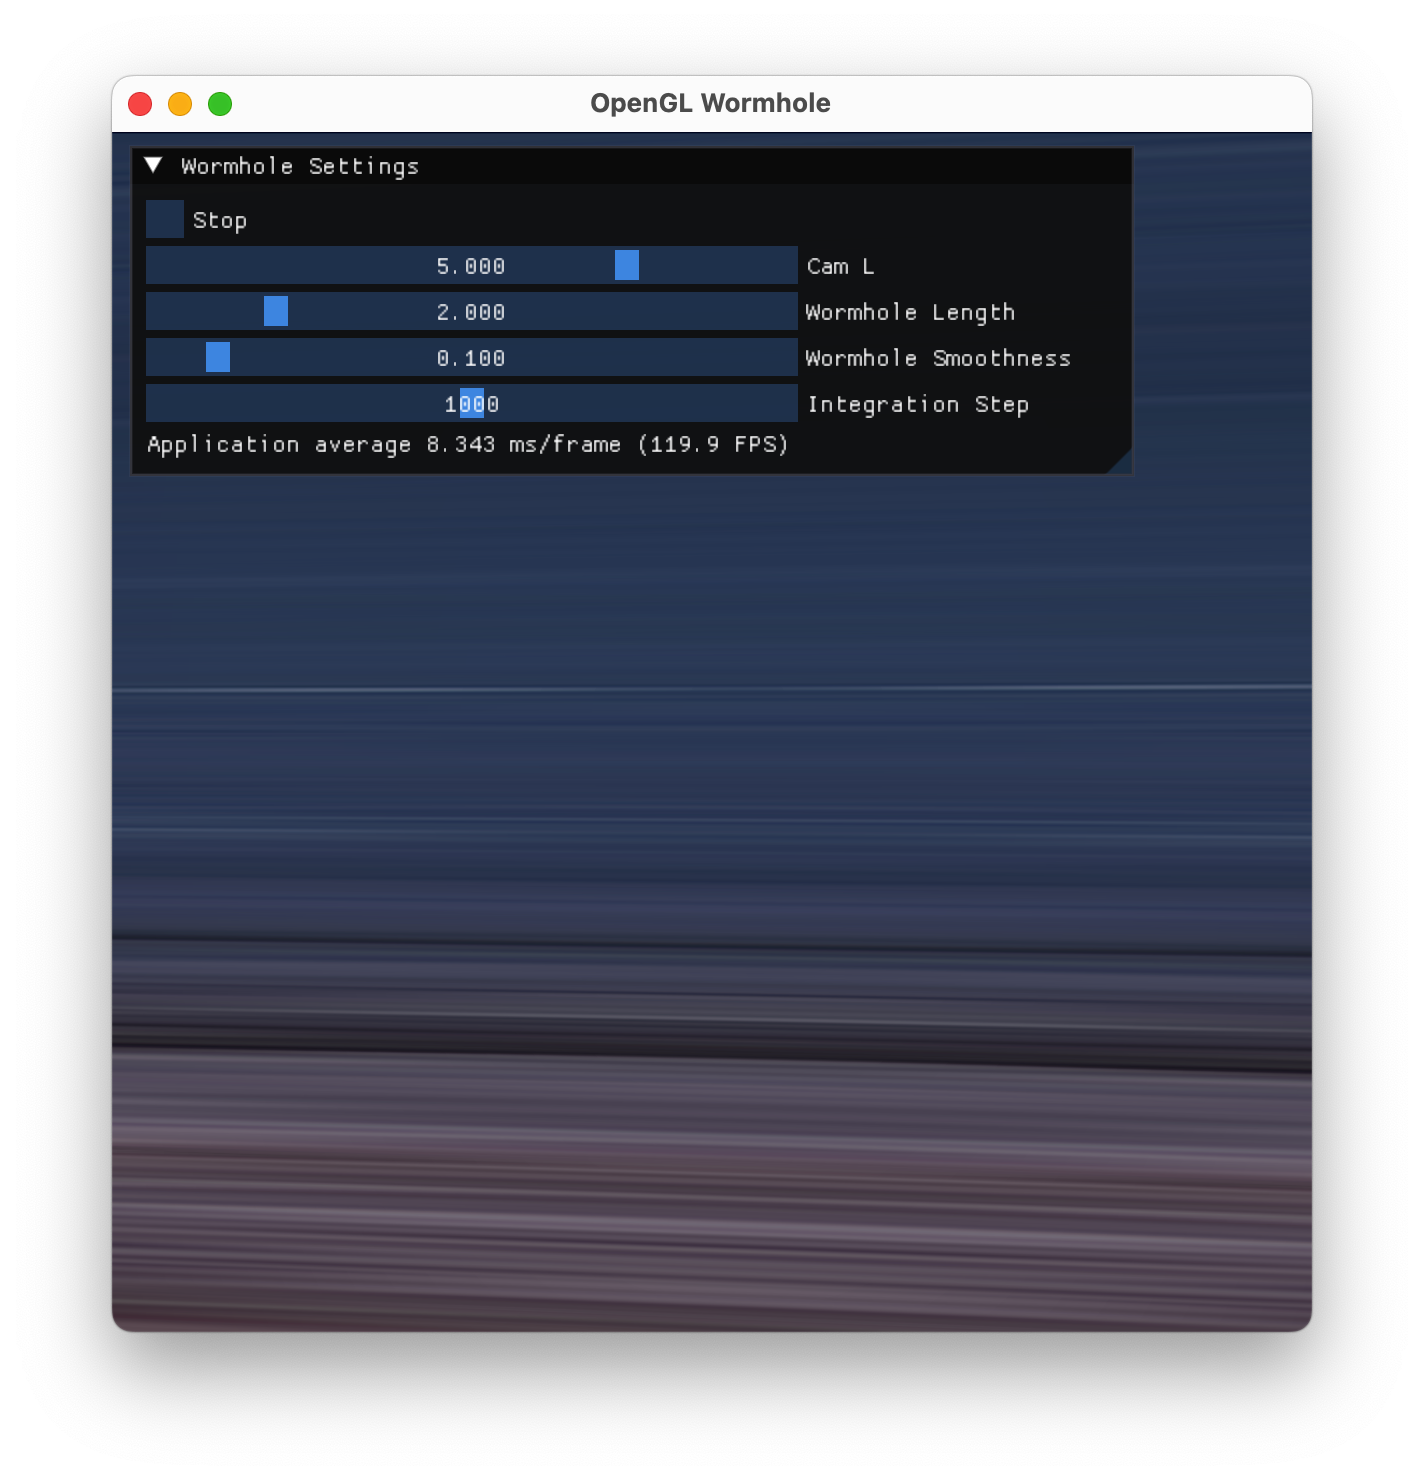 OpenGL Wormhole
Wormhole Settings
Stop
5.000 Cam L
2.000 Wormhole Length
0.100 Wormhole Smoothness
1000 Integration Step
Application average 8.343 ms/frame (119.9 FPS)